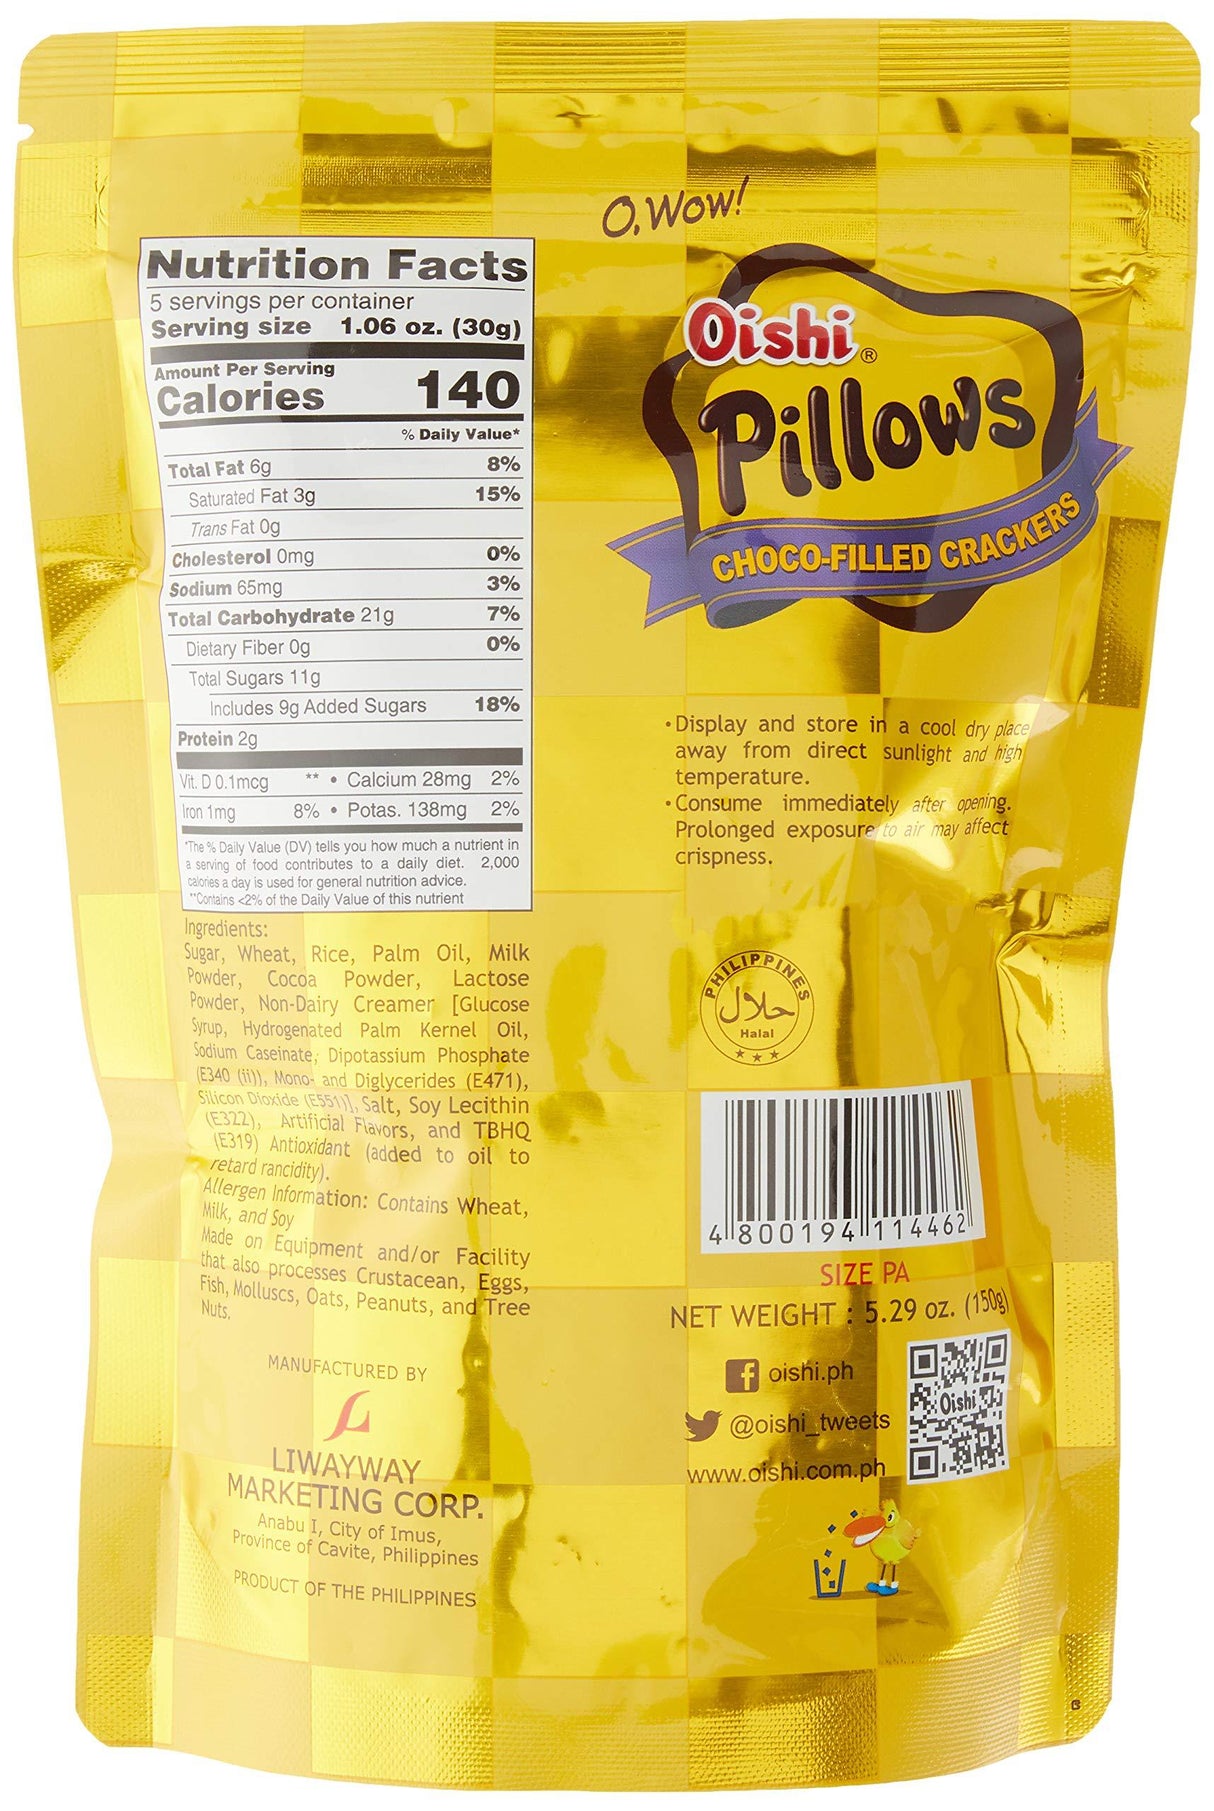 O, Wow!
Oishi®
Pillows
CHOCO-FILLED CRACKERS
Nutrition Facts
5 servings per container
Serving size 1.06 oz. (30g)
Amount Per Serving
Calories 140
% Daily Value*
Total Fat 6g 8%
Saturated Fat 3g 15%
Trans Fat 0g
Cholesterol 0mg 0%
Sodium 65mg 3%
Total Carbohydrate 21g 7%
Dietary Fiber 0g 0%
Total Sugars 11g
Includes 9g Added Sugars 18%
Protein 2g
Vit. D 0.1mcg ** • Calcium 28mg 2%
Iron 1mg 8% • Potas. 138mg 2%
*The % Daily Value (DV) tells you how much a nutrient in
a serving of food contributes to a daily diet. 2,000
calories a day is used for general nutrition advice.
**Contains <2% of the Daily Value of this nutrient
Ingredients:
Sugar, Wheat, Rice, Palm Oil, Milk
Powder, Cocoa Powder, Lactose
Powder, Non-Dairy Creamer [Glucose
Syrup, Hydrogenated Palm Kernel Oil,
Sodium Caseinate, Dipotassium Phosphate
(E340 (ii)), Mono- and Diglycerides (E471),
Silicon Dioxide (E551)], Salt, Soy Lecithin
(E322), Artificial Flavors, and TBHQ
(E319) Antioxidant (added to oil to
retard rancidity).
Allergen Information: Contains Wheat,
Milk, and Soy
Made on Equipment and/or Facility
that also processes Crustacean, Eggs,
Fish, Molluscs, Oats, Peanuts, and Tree
Nuts.
MANUFACTURED BY
LIWAYWAY
MARKETING CORP.
Anabu I, City of Imus,
Province of Cavite, Philippines
PRODUCT OF THE PHILIPPINES
•Display and store in a cool dry place
away from direct sunlight and high
temperature.
•Consume immediately after opening.
Prolonged exposure to air may affect
crispness.
PHILIPPINES
حلال
Halal
4 800194 114462
SIZE PA
NET WEIGHT : 5.29 oz. (150g)
f oishi.ph
@oishi_tweets
www.oishi.com.ph
Oishi